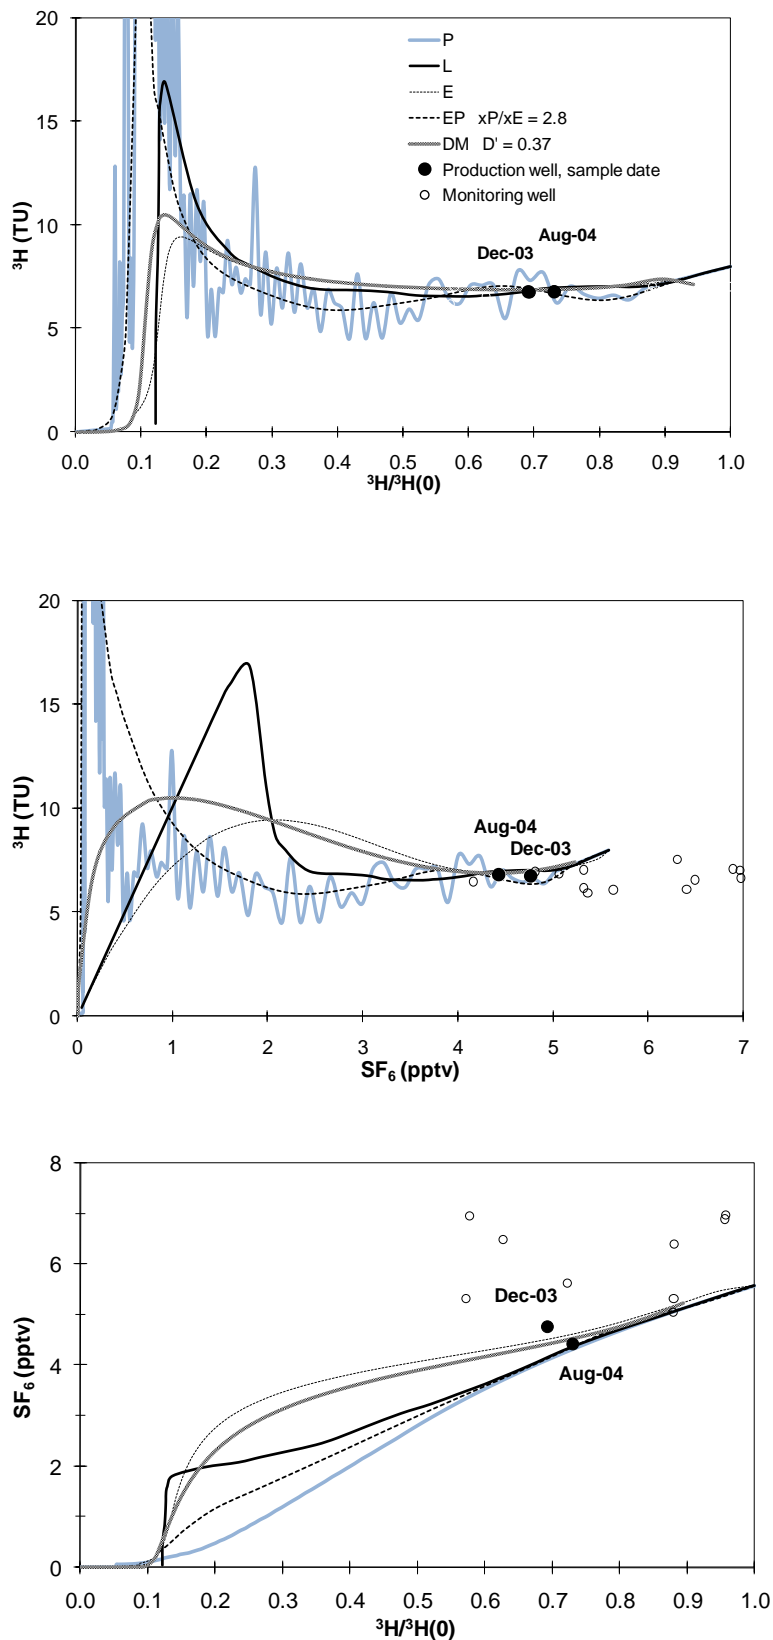 20
15
10
5
0
³H (TU)
P
L
E
EP xP/xE = 2.8
DM D' = 0.37
Production well, sample date
Monitoring well
Aug-04
Dec-03
0.0 0.1 0.2 0.3 0.4 0.5 0.6 0.7 0.8 0.9 1.0
³H/³H(0)
20
15
10
5
0
³H (TU)
Aug-04
Dec-03
0 1 2 3 4 5 6 7
SF₆ (pptv)
8
6
4
2
0
SF₆ (pptv)
Dec-03
Aug-04
0.0 0.1 0.2 0.3 0.4 0.5 0.6 0.7 0.8 0.9 1.0
³H/³H(0)